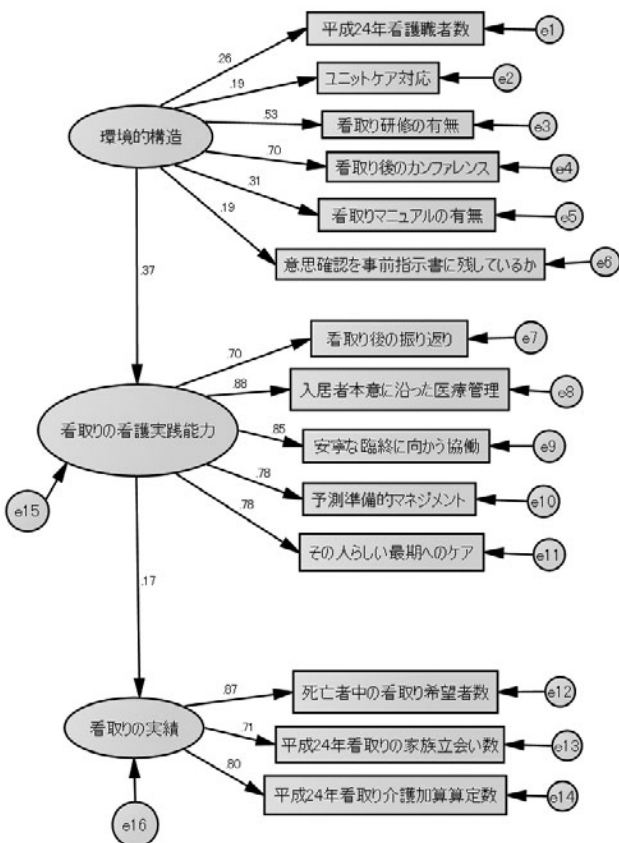 平成24年看護職者数
e1
.26
ユニットケア対応
e2
.19
看取り研修の有無
e3
.53
環境的構造
看取り後のカンファレンス
e4
.70
看取りマニュアルの有無
e5
.31
意思確認を事前指示書に残しているか
e6
.19
.37
看取り後の振り返り
e7
.70
入居者本意に沿った医療管理
e8
.88
看取りの看護実践能力
安寧な臨終に向かう協働
e9
.85
予測準備的マネジメント
e10
.78
e15
その人らしい最期へのケア
e11
.78
.17
死亡者中の看取り希望者数
e12
.87
看取りの実績
平成24年看取りの家族立会い数
e13
.71
平成24年看取り介護加算算定数
e14
.80
e16